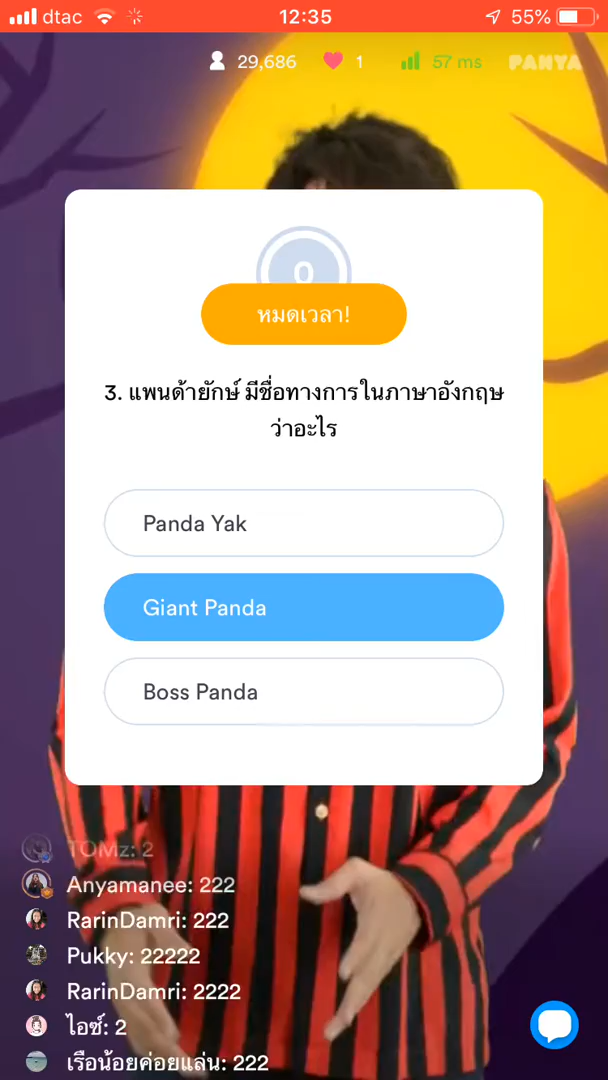 dtac 12:35 55%
29,686 1 57 ms PANYA
0
หมดเวลา!
3. แพนด้ายักษ์ มีชื่อทางการในภาษาอังกฤษ
ว่าอะไร
Panda Yak
Giant Panda
Boss Panda
TOMz: 2
Anyamanee: 222
RarinDamri: 222
Pukky: 22222
RarinDamri: 2222
ไอซ์: 2
เรือน้อยค่อยแล่น: 222